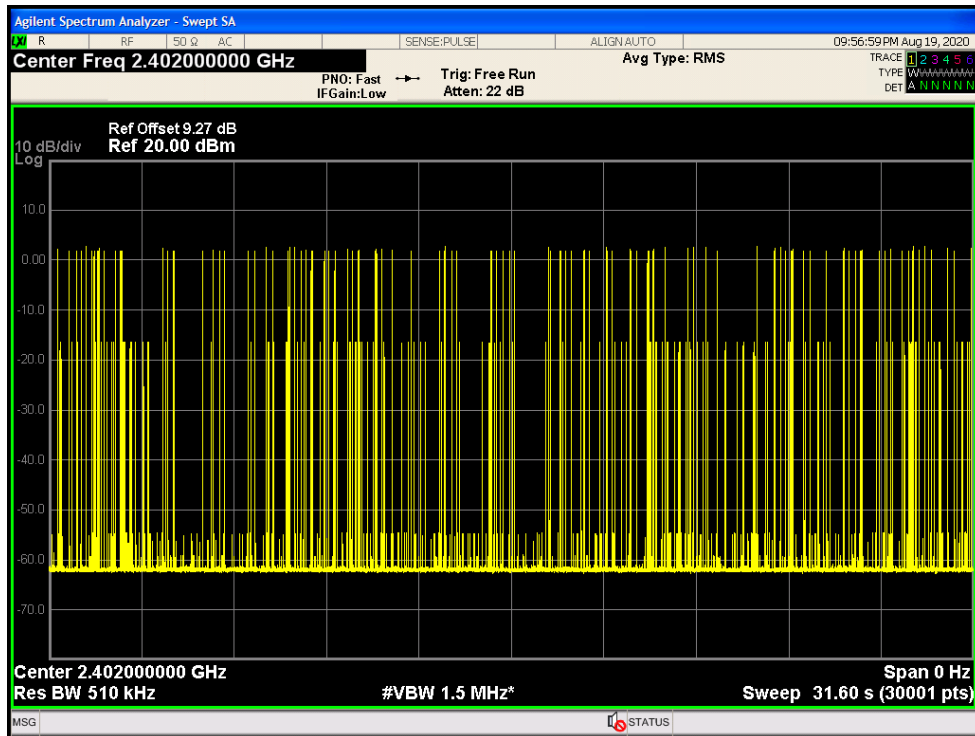 Agilent Spectrum Analyzer - Swept SA
LXI R RF 50 Ω AC SENSE:PULSE ALIGN AUTO 09:56:59 PM Aug 19, 2020
Center Freq 2.402000000 GHz Avg Type: RMS TRACE 1 2 3 4 5 6
PNO: Fast Trig: Free Run TYPE WWWWWW
IFGain:Low Atten: 22 dB DET A N N N N N
Ref Offset 9.27 dB
10 dB/div Ref 20.00 dBm
Log
10.0
0.00
-10.0
-20.0
-30.0
-40.0
-50.0
-60.0
-70.0
Center 2.402000000 GHz Span 0 Hz
Res BW 510 kHz #VBW 1.5 MHz* Sweep 31.60 s (30001 pts)
MSG STATUS